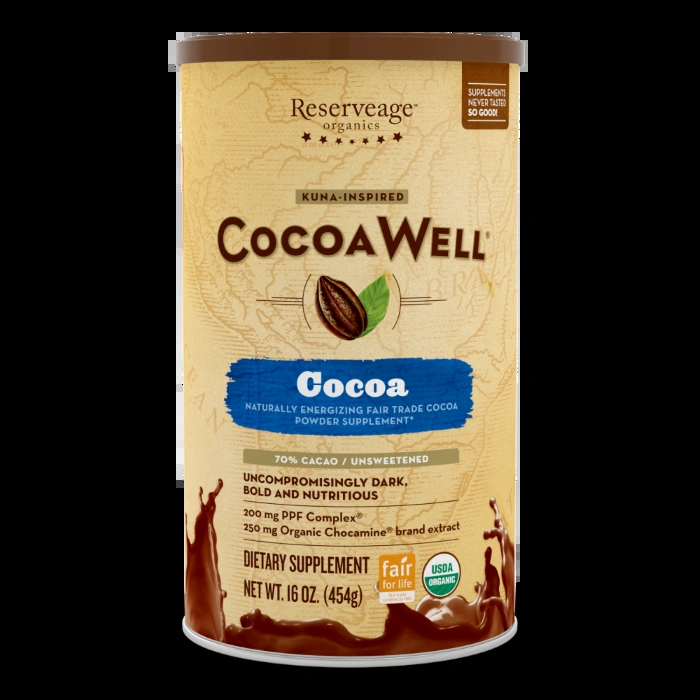 SUPPLEMENTS
NEVER TASTED
SO GOOD!
Reserveage™
organics
KUNA-INSPIRED
COCOAWELL®
Cocoa
NATURALLY ENERGIZING FAIR TRADE COCOA
POWDER SUPPLEMENT*
70% CACAO / UNSWEETENED
UNCOMPROMISINGLY DARK,
BOLD AND NUTRITIOUS
200 mg PPF Complex®
250 mg Organic Chocamine® brand extract
DIETARY SUPPLEMENT
NET WT. 16 OZ. (454g)
fair
for life
USDA
ORGANIC